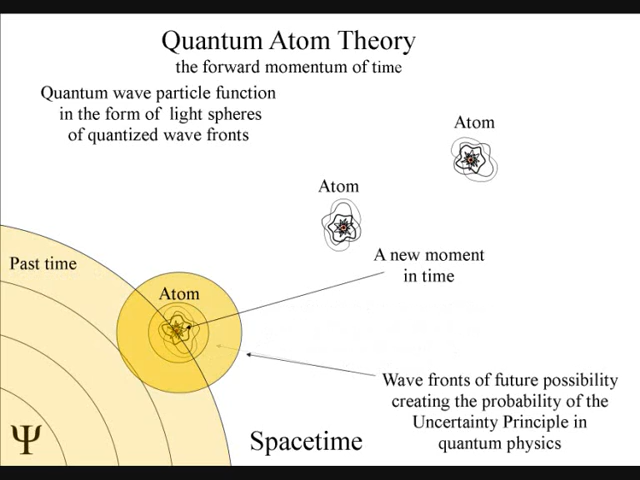 Quantum Atom Theory
the forward momentum of time
Quantum wave particle function
in the form of light spheres
of quantized wave fronts
Atom
Atom
A new moment
in time
Past time
Atom
Wave fronts of future possibility
creating the probability of the
Uncertainty Principle in
quantum physics
Ψ
Spacetime